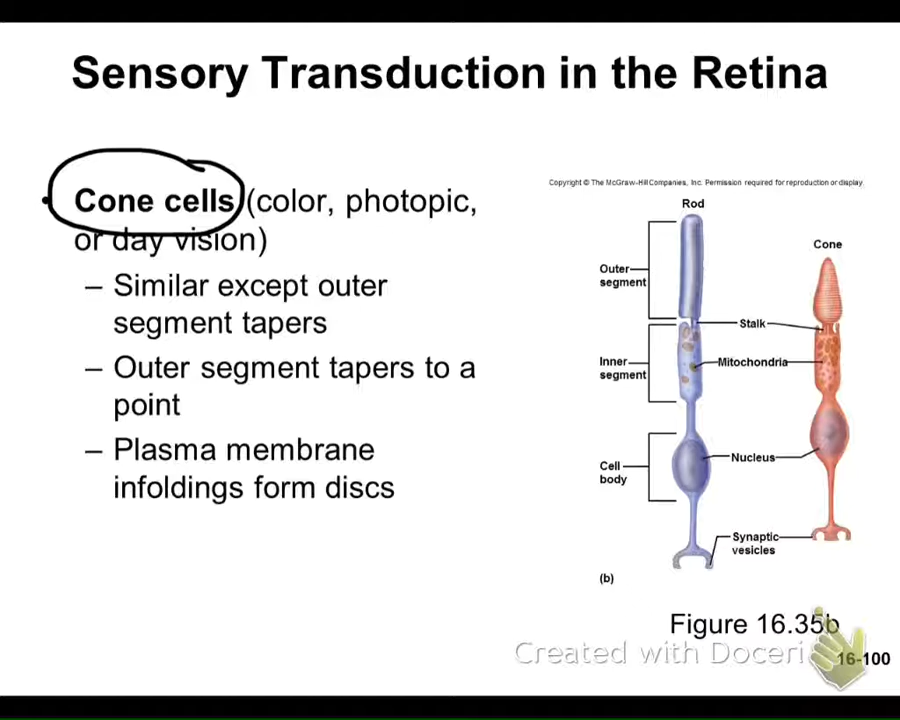 Sensory Transduction in the Retina
• Cone cells (color, photopic,
or day vision)
– Similar except outer
segment tapers
– Outer segment tapers to a
point
– Plasma membrane
infoldings form discs
Copyright © The McGraw-Hill Companies, Inc. Permission required for reproduction or display.
Rod
Cone
Outer
segment
Stalk
Inner
segment
Mitochondria
Cell
body
Nucleus
Synaptic
vesicles
(b)
Figure 16.35b
Created with Doceri
16-100